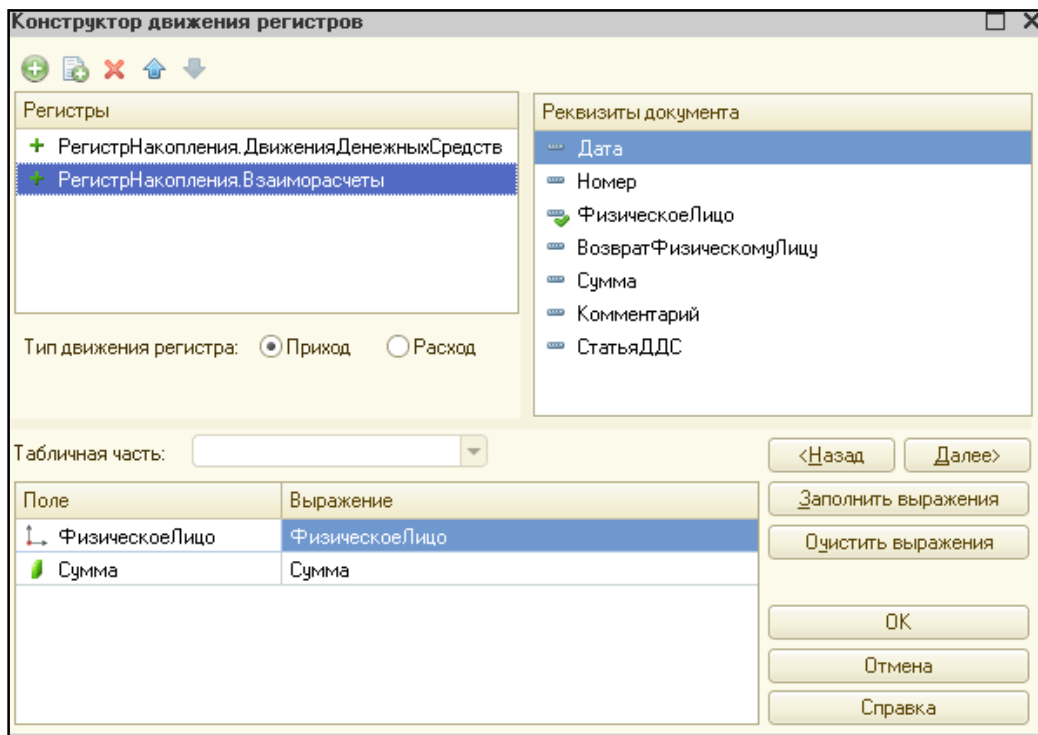 Конструктор движения регистров
Регистры
РегистрНакопления.ДвиженияДенежныхСредств
РегистрНакопления.Взаиморасчеты
Тип движения регистра: Приход Расход
Реквизиты документа
Дата
Номер
ФизическоеЛицо
ВозвратФизическомуЛицу
Сумма
Комментарий
СтатьяДДС
Табличная часть:
<Назад Далее>
Поле Выражение
ФизическоеЛицо ФизическоеЛицо
Сумма Сумма
Заполнить выражения
Очистить выражения
ОК
Отмена
Справка